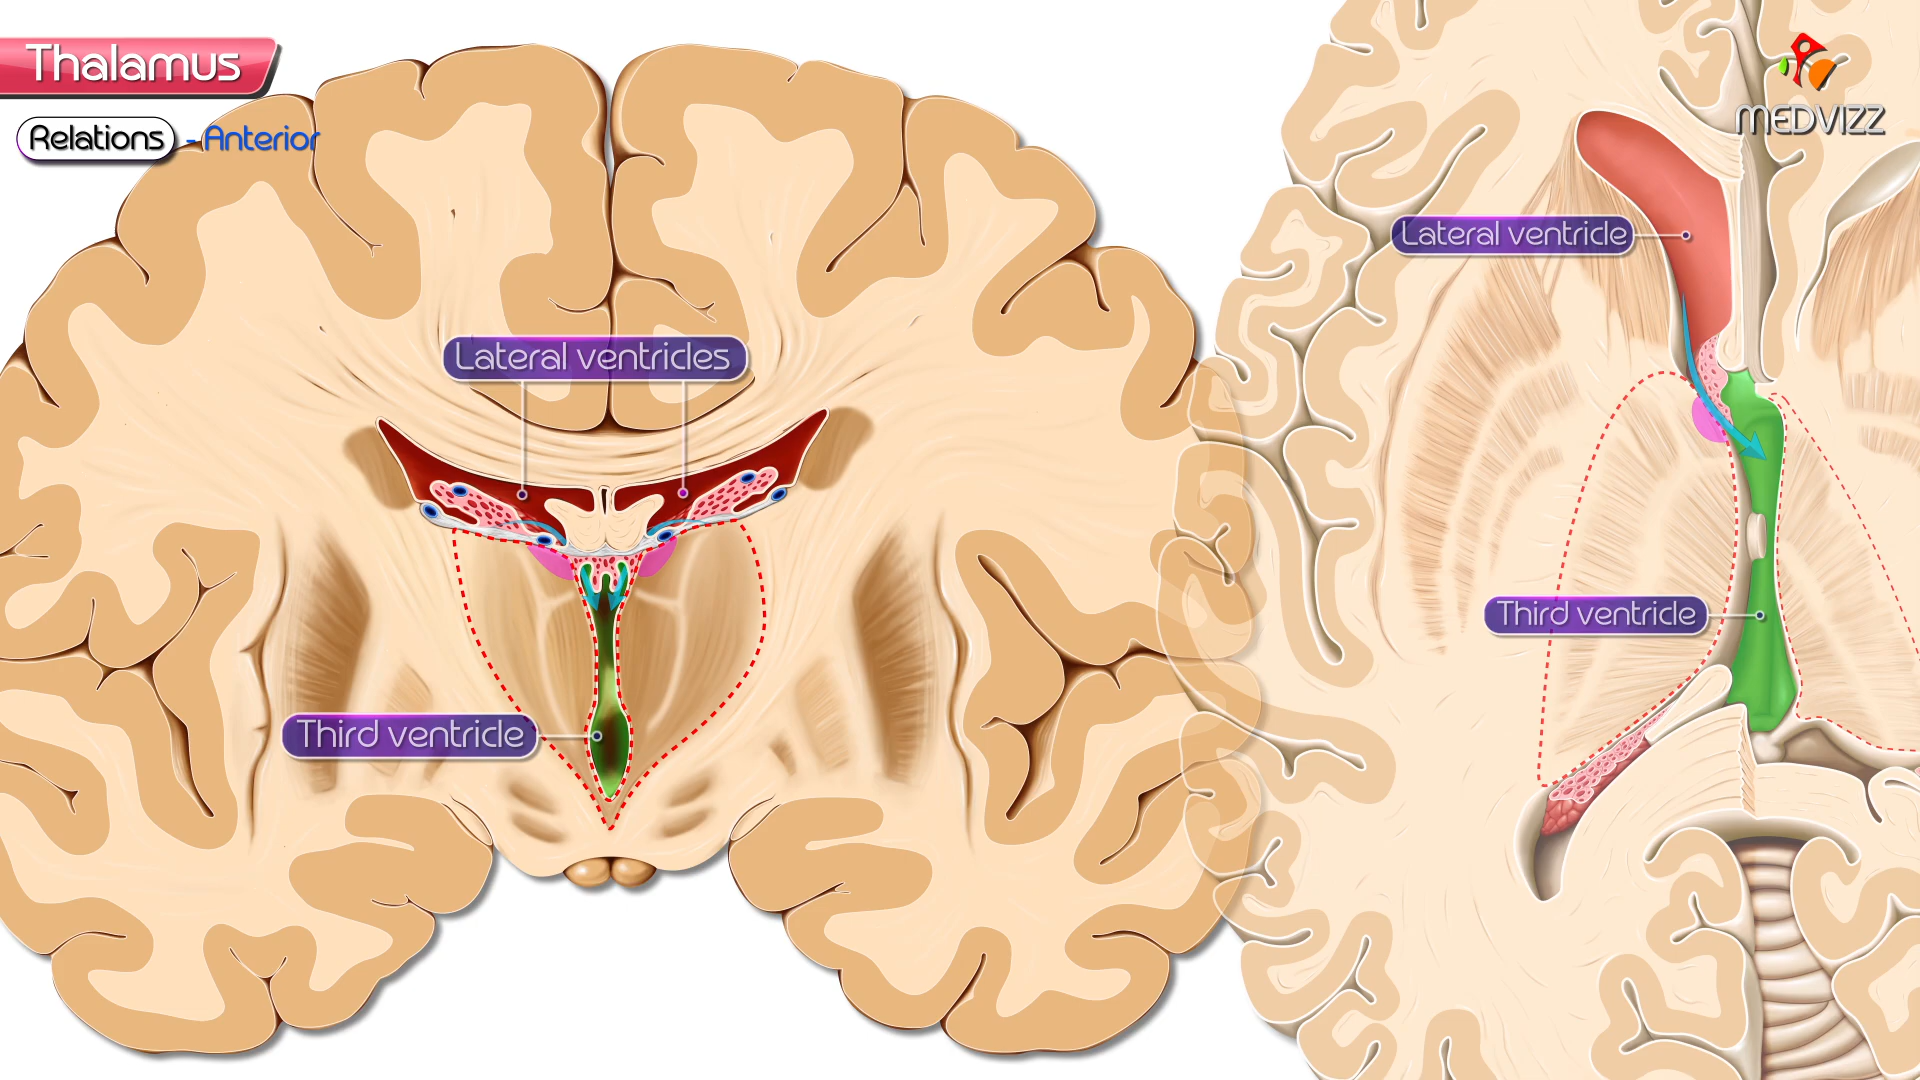 Thalamus
Relations - Anterior
MEDVIZZ
Lateral ventricle
Lateral ventricles
Third ventricle
Third ventricle